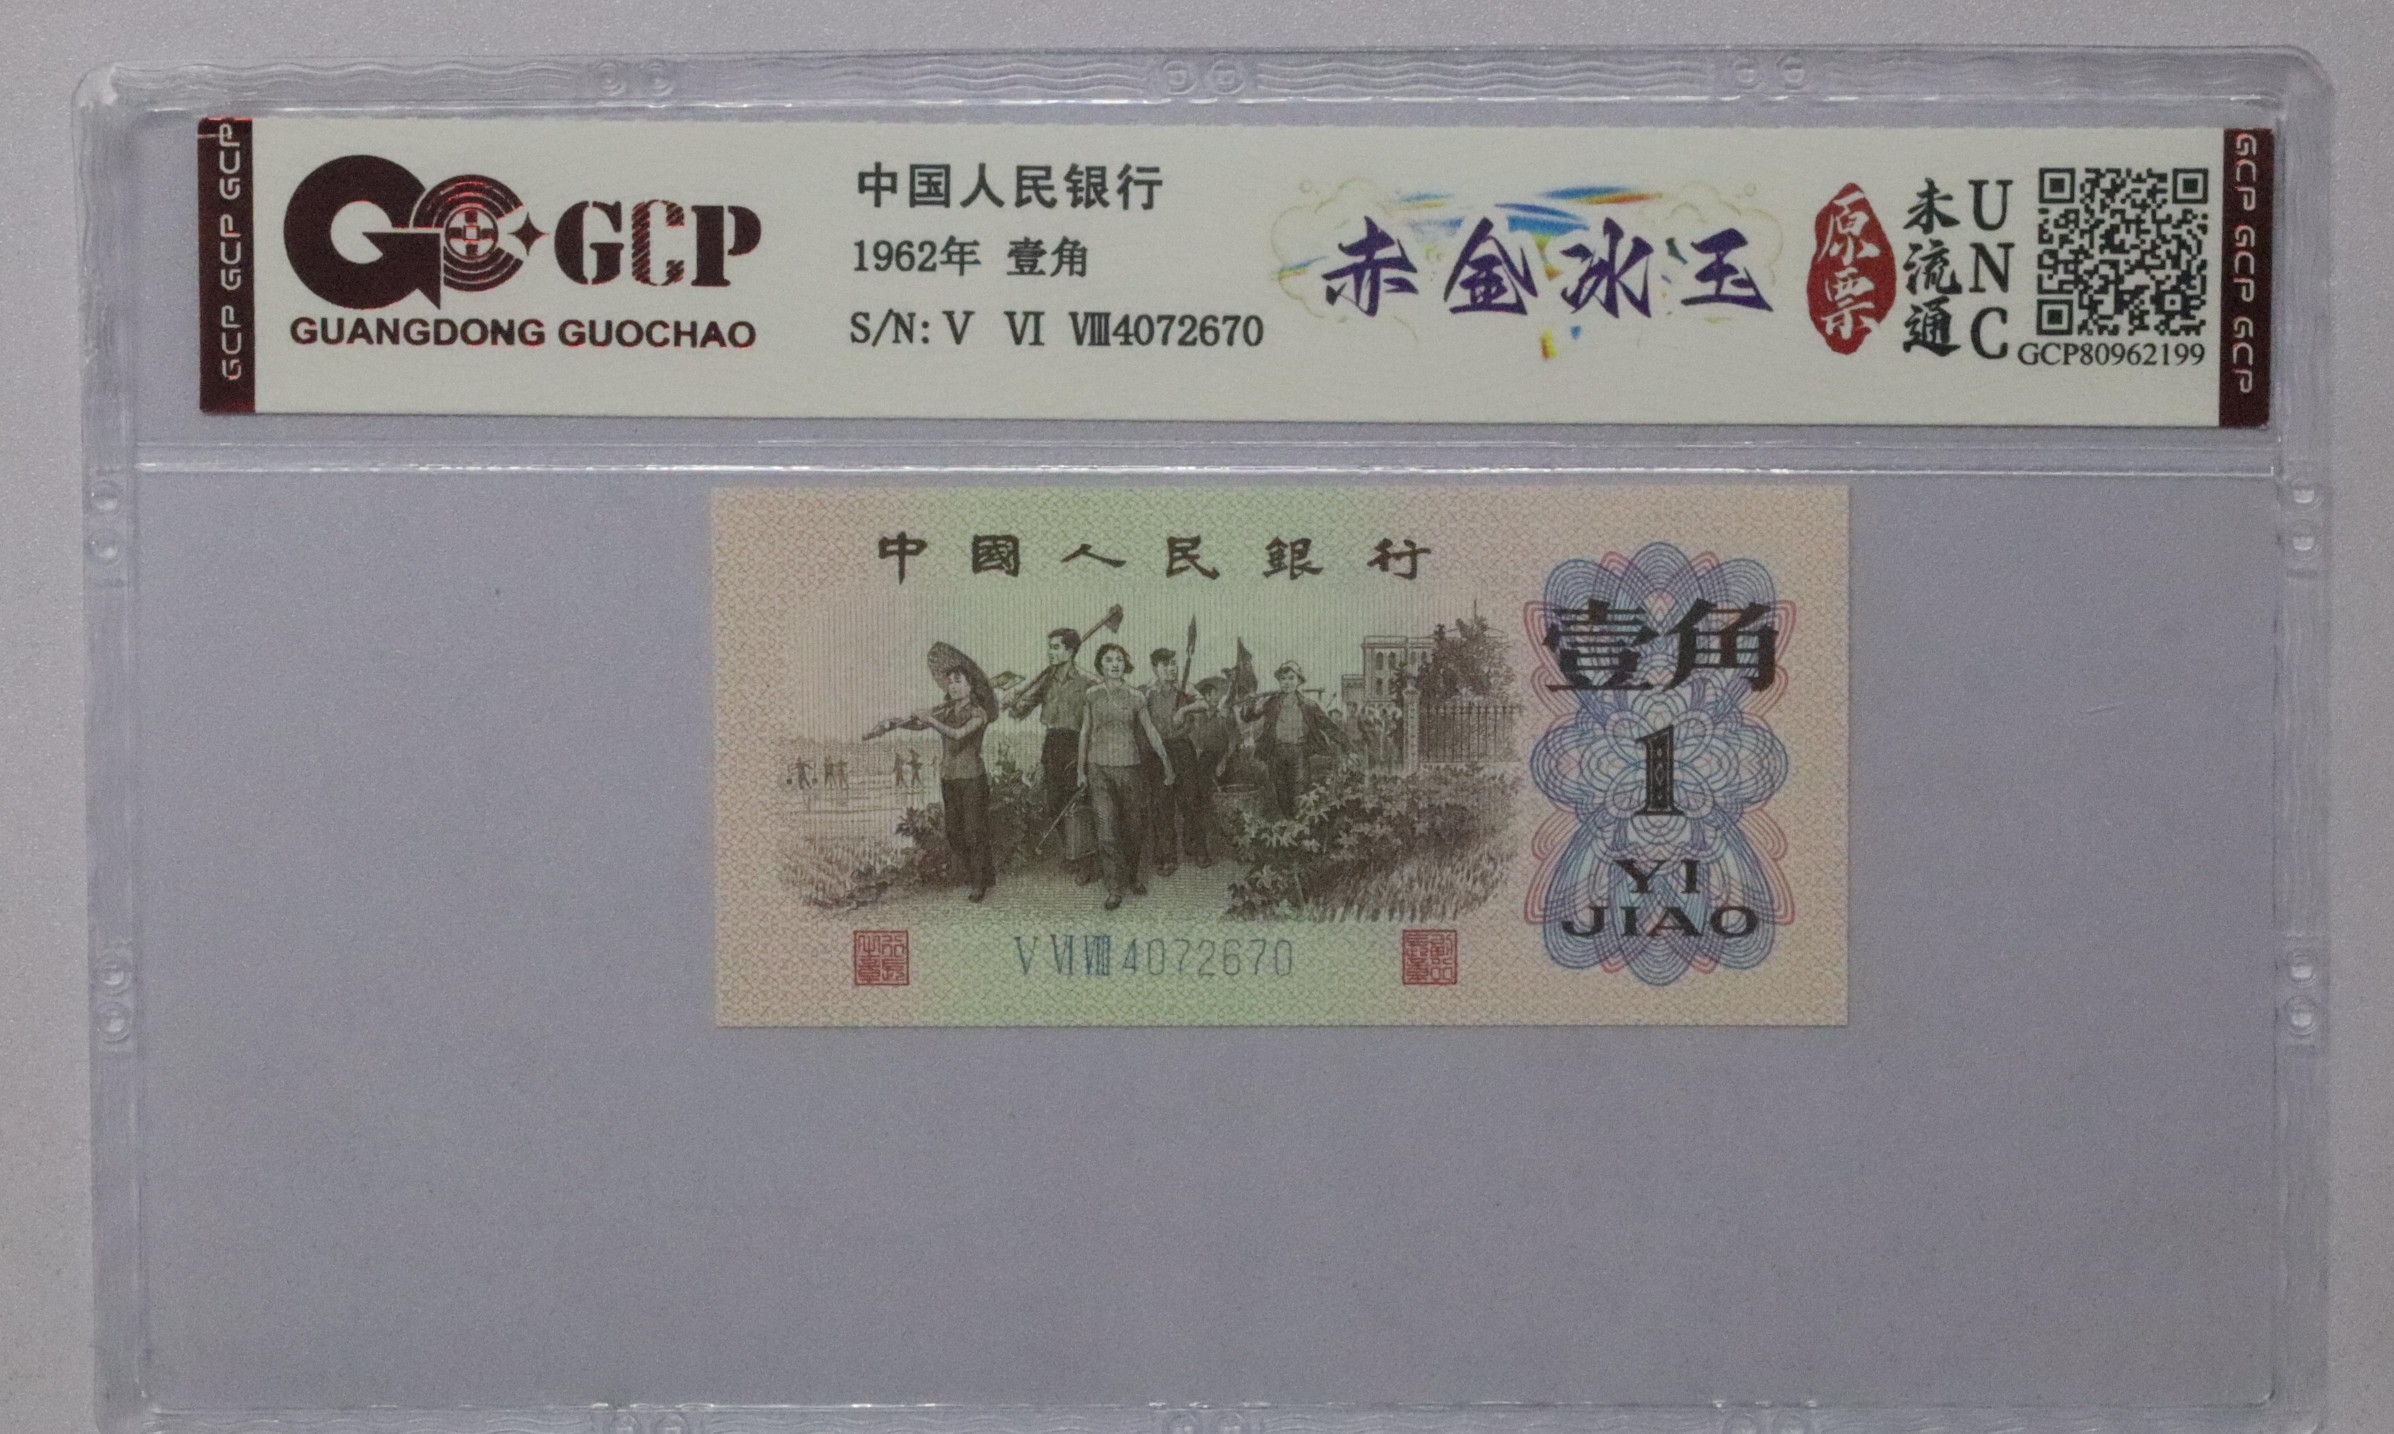 GCP GCP GCP
GCP
GUANGDONG GUOCHAO
中国人民银行
1962年 壹角
S/N: V VI VIII4072670
赤金冰玉
原票
未流通
UNC
GCP80962199
GCP GCP GCP
中國人民銀行
壹角
1
YI
JIAO
V VI VIII 4072670